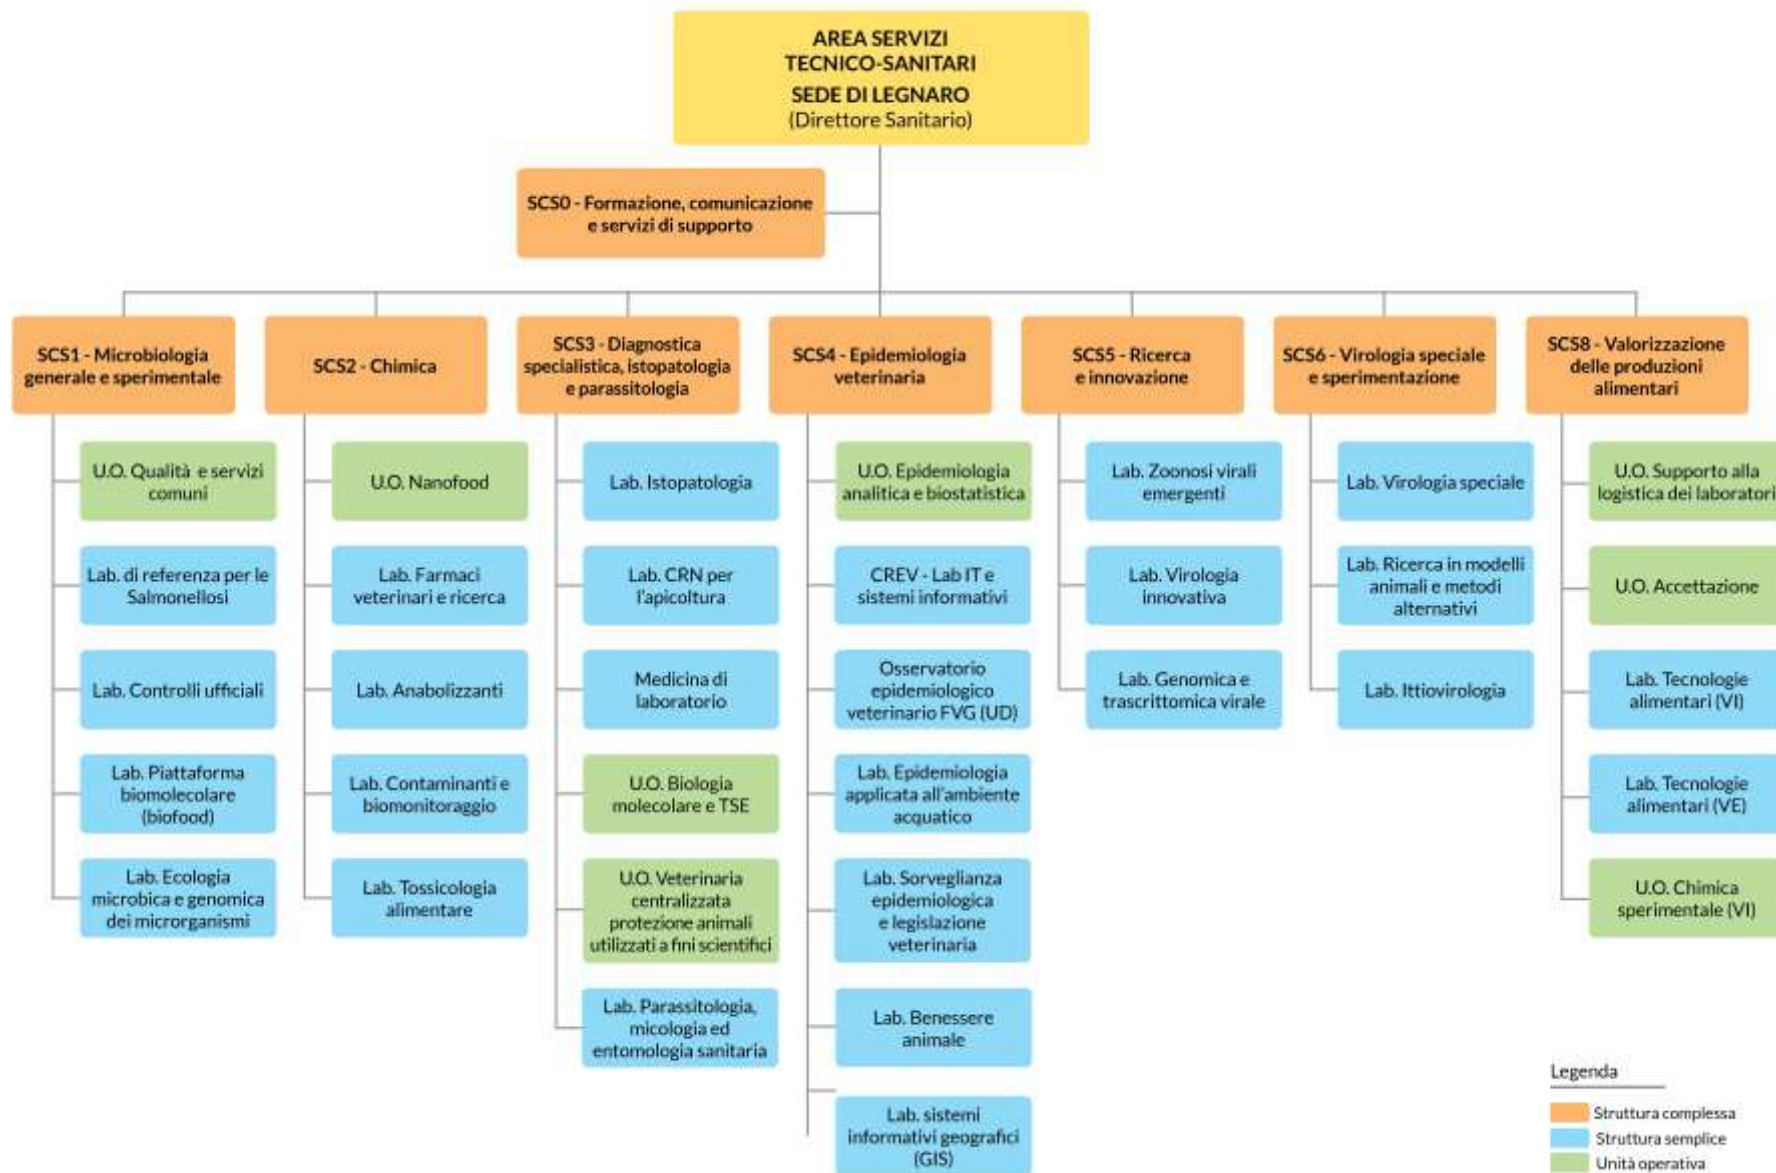 AREA SERVIZI
TECNICO-SANITARI
SEDE DI LEGNARO
(Direttore Sanitario)
SCS0 - Formazione, comunicazione
e servizi di supporto
SCS1 - Microbiologia
generale e sperimentale
U.O. Qualità e servizi
comuni
Lab. di referenza per le
Salmonellosi
Lab. Controlli ufficiali
Lab. Piattaforma
biomolecolare
(biofood)
Lab. Ecologia
microbica e genomica
dei microrganismi
SCS2 - Chimica
U.O. Nanofood
Lab. Farmaci
veterinari e ricerca
Lab. Anabolizzanti
Lab. Contaminanti e
biomonitoraggio
Lab. Tossicologia
alimentare
SCS3 - Diagnostica
specialistica, istopatologia
e parassitologia
Lab. Istopatologia
Lab. CRN per
l'apicoltura
Medicina di
laboratorio
U.O. Biologia
molecolare e TSE
U.O. Veterinaria
centralizzata
protezione animali
utilizzati a fini scientifici
Lab. Parassitologia,
micologia ed
entomologia sanitaria
SCS4 - Epidemiologia
veterinaria
U.O. Epidemiologia
analitica e biostatistica
CREV - Lab IT e
sistemi informativi
Osservatorio
epidemiologico
veterinario FVG (UD)
Lab. Epidemiologia
applicata all'ambiente
acquatico
Lab. Sorveglianza
epidemiologica
e legislazione
veterinaria
Lab. Benessere
animale
Lab. sistemi
informativi geografici
(GIS)
SCS5 - Ricerca
e innovazione
Lab. Zoonosi virali
emergenti
Lab. Virologia
innovativa
Lab. Genomica e
trascrittomica virale
SCS6 - Virologia speciale
e sperimentazione
Lab. Virologia speciale
Lab. Ricerca in modelli
animali e metodi
alternativi
Lab. Ittiovirologia
SCS8 - Valorizzazione
delle produzioni
alimentari
U.O. Supporto alla
logistica dei laboratori
U.O. Accettazione
Lab. Tecnologie
alimentari (VI)
Lab. Tecnologie
alimentari (VE)
U.O. Chimica
sperimentale (VI)
Legenda
Struttura complessa
Struttura semplice
Unità operativa